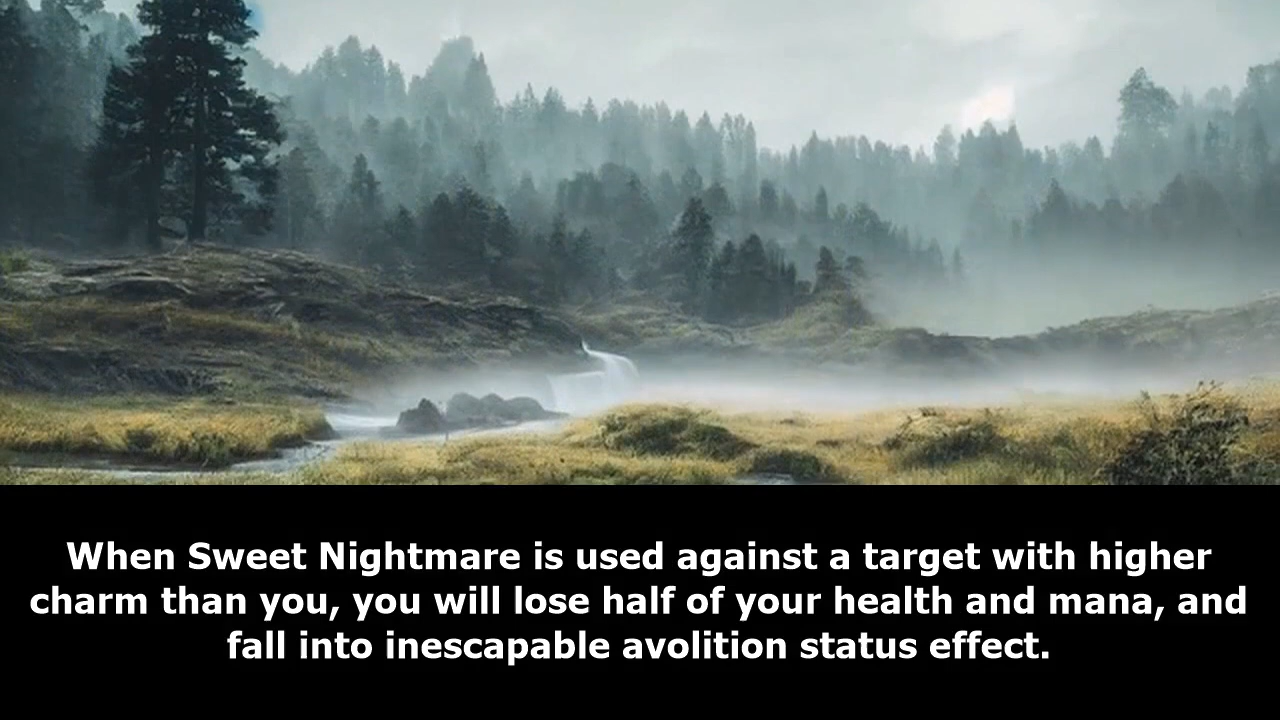 When Sweet Nightmare is used against a target with higher
charm than you, you will lose half of your health and mana, and
fall into inescapable avolition status effect.